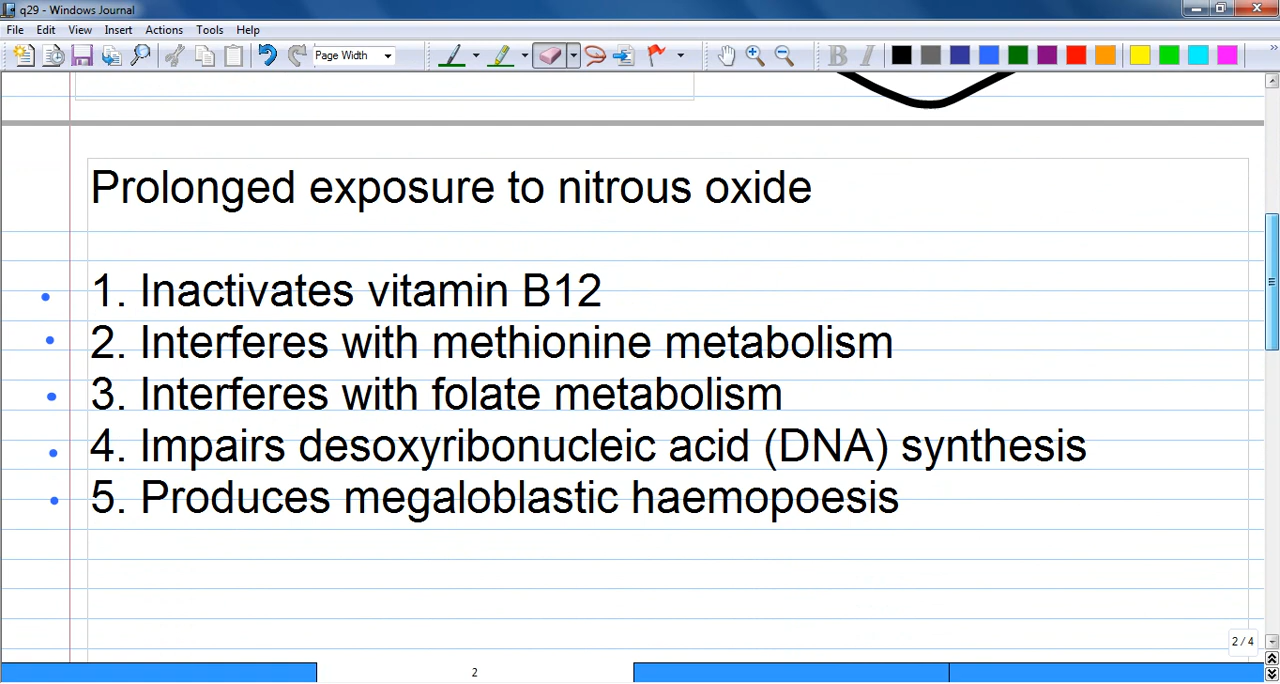 q29 - Windows Journal
File Edit View Insert Actions Tools Help
Page Width
B I
Prolonged exposure to nitrous oxide
1. Inactivates vitamin B12
2. Interferes with methionine metabolism
3. Interferes with folate metabolism
4. Impairs desoxyribonucleic acid (DNA) synthesis
5. Produces megaloblastic haemopoesis
2 / 4
2